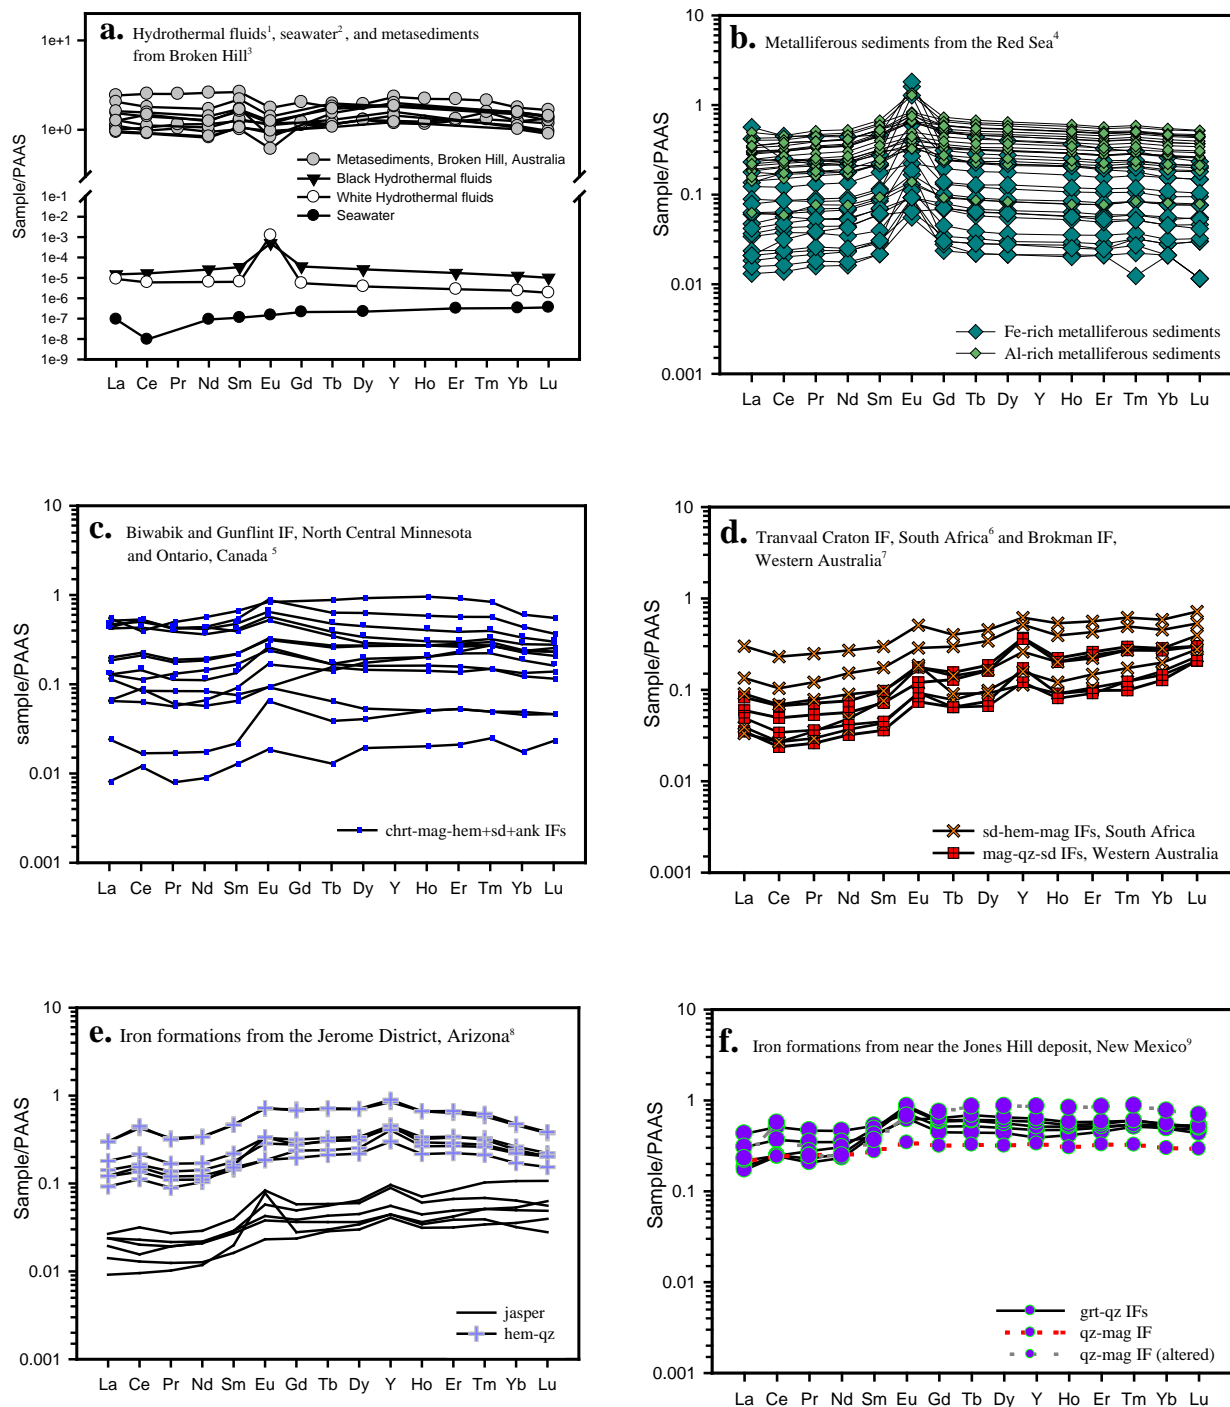 a. Hydrothermal fluids¹, seawater², and metasediments
from Broken Hill³
1e+1
1e+0
1e-1
1e-2
1e-3
1e-4
1e-5
1e-6
1e-7
1e-8
1e-9
Sample/PAAS
Metasediments, Broken Hill, Australia
Black Hydrothermal fluids
White Hydrothermal fluids
Seawater
La Ce Pr Nd Sm Eu Gd Tb Dy Y Ho Er Tm Yb Lu
b. Metalliferous sediments from the Red Sea⁴
10
1
0.1
0.01
0.001
Sample/PAAS
Fe-rich metalliferous sediments
Al-rich metalliferous sediments
La Ce Pr Nd Sm Eu Gd Tb Dy Y Ho Er Tm Yb Lu
c. Biwabik and Gunflint IF, North Central Minnesota
and Ontario, Canada ⁵
10
1
0.1
0.01
0.001
sample/PAAS
chrt-mag-hem+sd+ank IFs
La Ce Pr Nd Sm Eu Gd Tb Dy Y Ho Er Tm Yb Lu
d. Tranvaal Craton IF, South Africa⁶ and Brokman IF,
Western Australia⁷
10
1
0.1
0.01
0.001
Sample/PAAS
sd-hem-mag IFs, South Africa
mag-qz-sd IFs, Western Australia
La Ce Pr Nd Sm Eu Tb Dy Y Ho Er Tm Yb Lu
e. Iron formations from the Jerome District, Arizona⁸
10
1
0.1
0.01
0.001
Sample/PAAS
jasper
hem-qz
La Ce Pr Nd Sm Eu Gd Tb Dy Y Ho Er Tm Yb Lu
f. Iron formations from near the Jones Hill deposit, New Mexico⁹
10
1
0.1
0.01
0.001
Sample/PAAS
grt-qz IFs
qz-mag IF
qz-mag IF (altered)
La Ce Pr Nd Sm Eu Gd Tb Dy Y Ho Er Tm Yb Lu